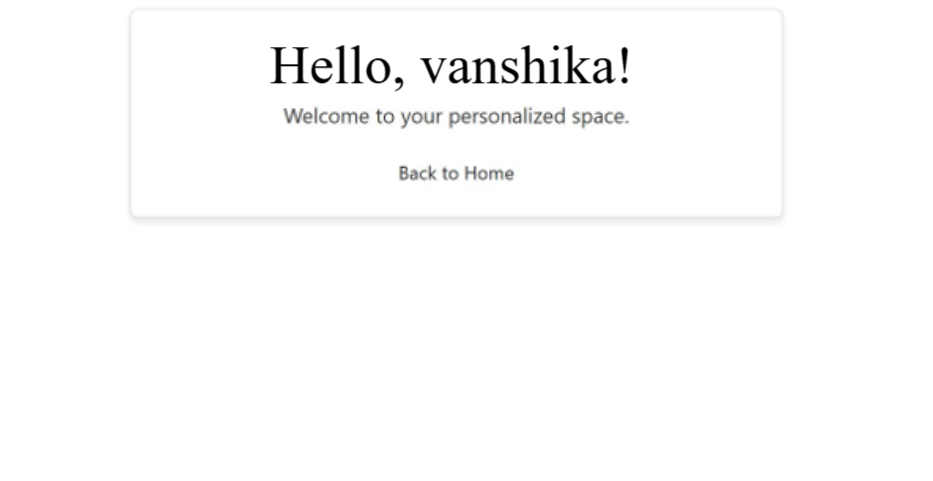 Hello, vanshika!
Welcome to your personalized space.
Back to Home